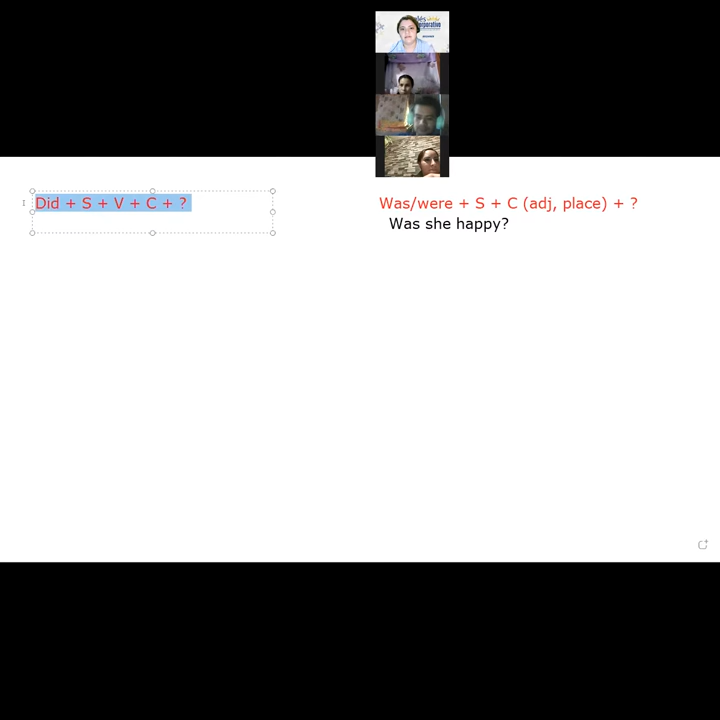 Did + S + V + C + ?
Was/were + S + C (adj, place) + ?
Was she happy?